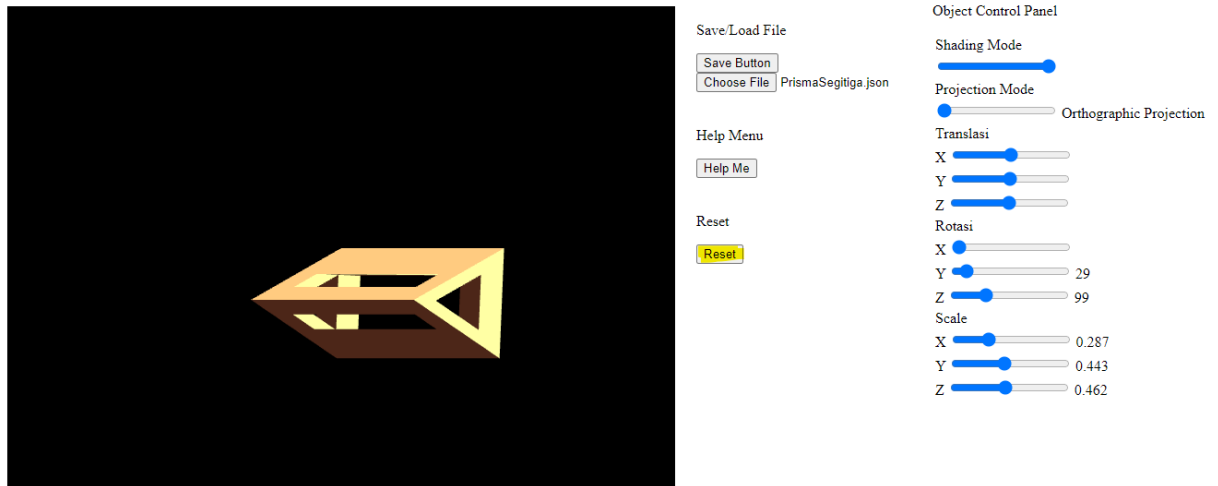 Save/Load File
Save Button
Choose File PrismaSegitiga.json
Help Menu
Help Me
Reset
Reset
Object Control Panel
Shading Mode
Projection Mode
Orthographic Projection
Translasi
X
Y
Z
Rotasi
X
Y 29
Z 99
Scale
X 0.287
Y 0.443
Z 0.462